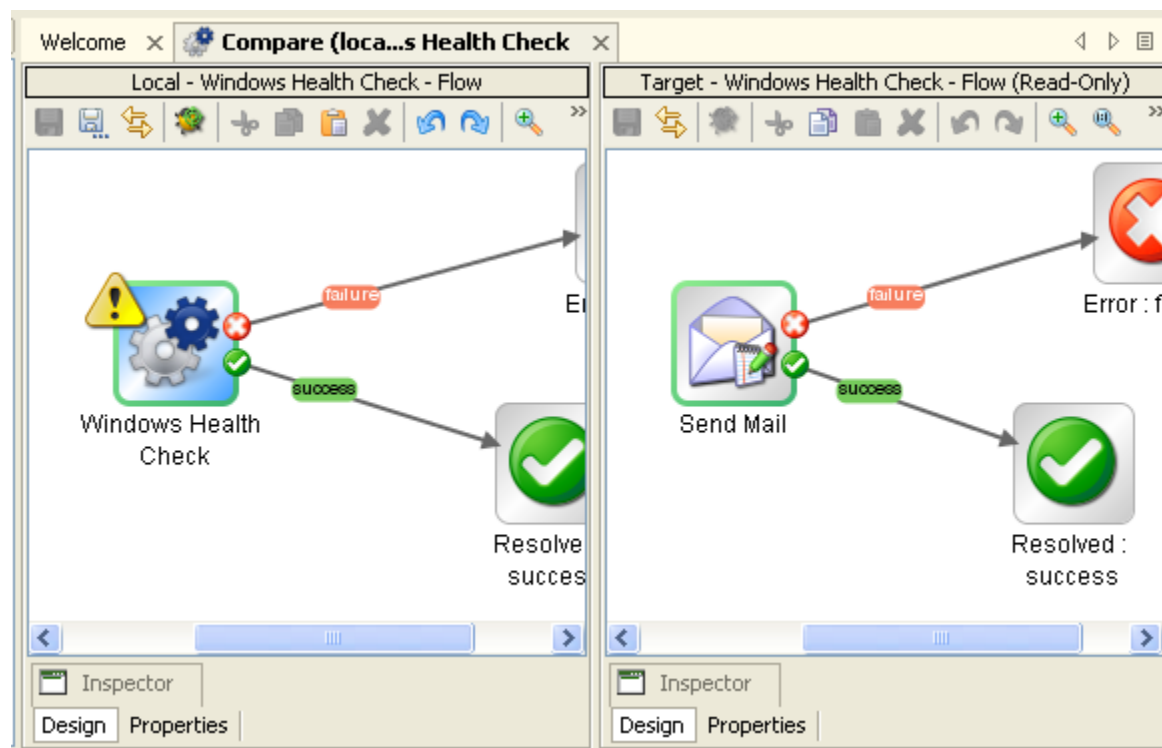 Welcome
Compare (loca...s Health Check
Local - Windows Health Check - Flow
failure
success
Windows Health
Check
Er
Resolve
succes
Inspector
Design Properties
Target - Windows Health Check - Flow (Read-Only)
failure
success
Send Mail
Error : f
Resolved :
success
Inspector
Design Properties